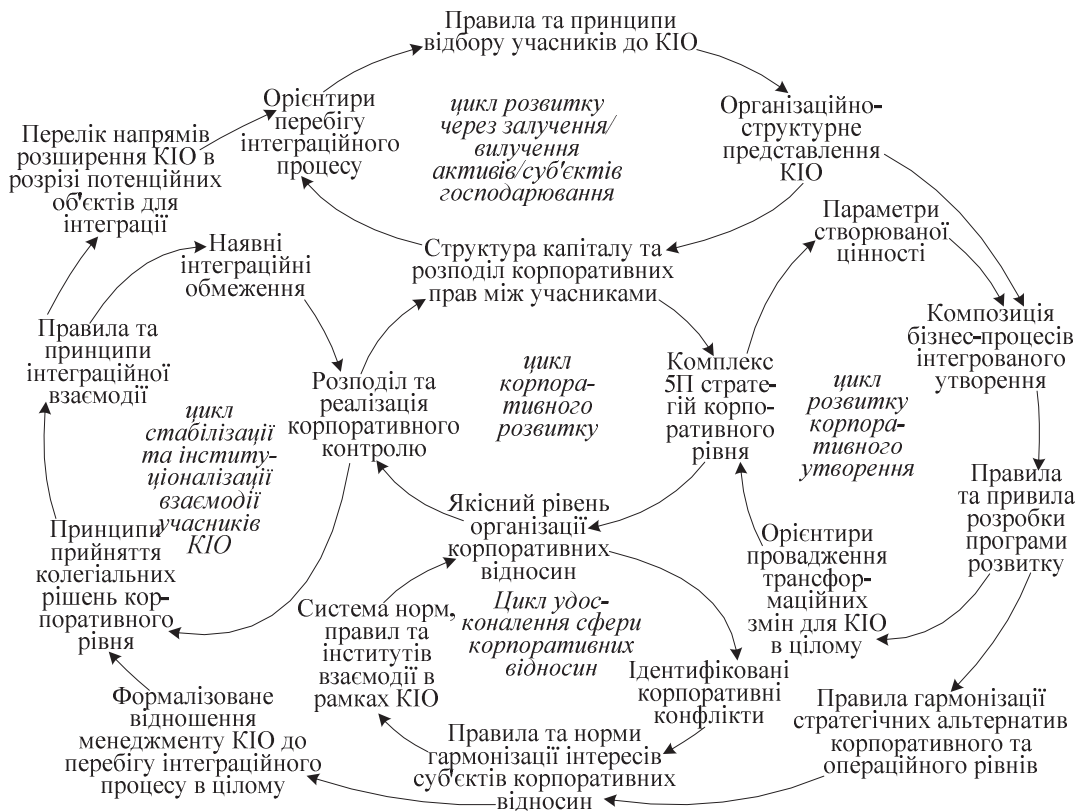 Правила та принципи
відбору учасників до КІО
Орієнтири
перебігу
інтеграційного
процесу
цикл розвитку
через залучення/
вилучення
активів/суб'єктів
господарювання
Організаційно-
структурне
представлення
КІО
Перелік напрямів
розширення КІО в
розрізі потенційних
об'єктів для
інтеграції
Наявні
інтеграційні
обмеження
Структура капіталу та
розподіл корпоративних
прав між учасниками
Параметри
створюваної
цінності
Правила та
принципи
інтеграційної
взаємодії
Розподіл та
реалізація
корпоративного
контролю
цикл
корпора-
тивного
розвитку
Комплекс
5П страте-
гій корпо-
ративного
рівня
цикл
розвитку
корпора-
тивного
утворення
Композиція
бізнес-процесів
інтегрованого
утворення
цикл
стабілізації
та інститу-
ціоналізації
взаємодії
учасників
КІО
Принципи
прийняття
колегіальних
рішень кор-
поративного
рівня
Якісний рівень
організації
корпоративних
відносин
Орієнтири
провадження
трансфор-
маційних
змін для КІО
в цілому
Правила
та привила
розробки
програми
розвитку
Система норм,
правил та
інститутів
взаємодії в
рамках КІО
Цикл удос-
коналення сфери
корпоративних
відносин
Ідентифіковані
корпоративні
конфлікти
Формалізоване
відношення
менеджменту КІО до
перебігу інтеграційного
процесу в цілому
Правила та норми
гармонізації інтересів
суб'єктів корпоративних
відносин
Правила гармонізації
стратегічних альтернатив
корпоративного та
операційного рівнів